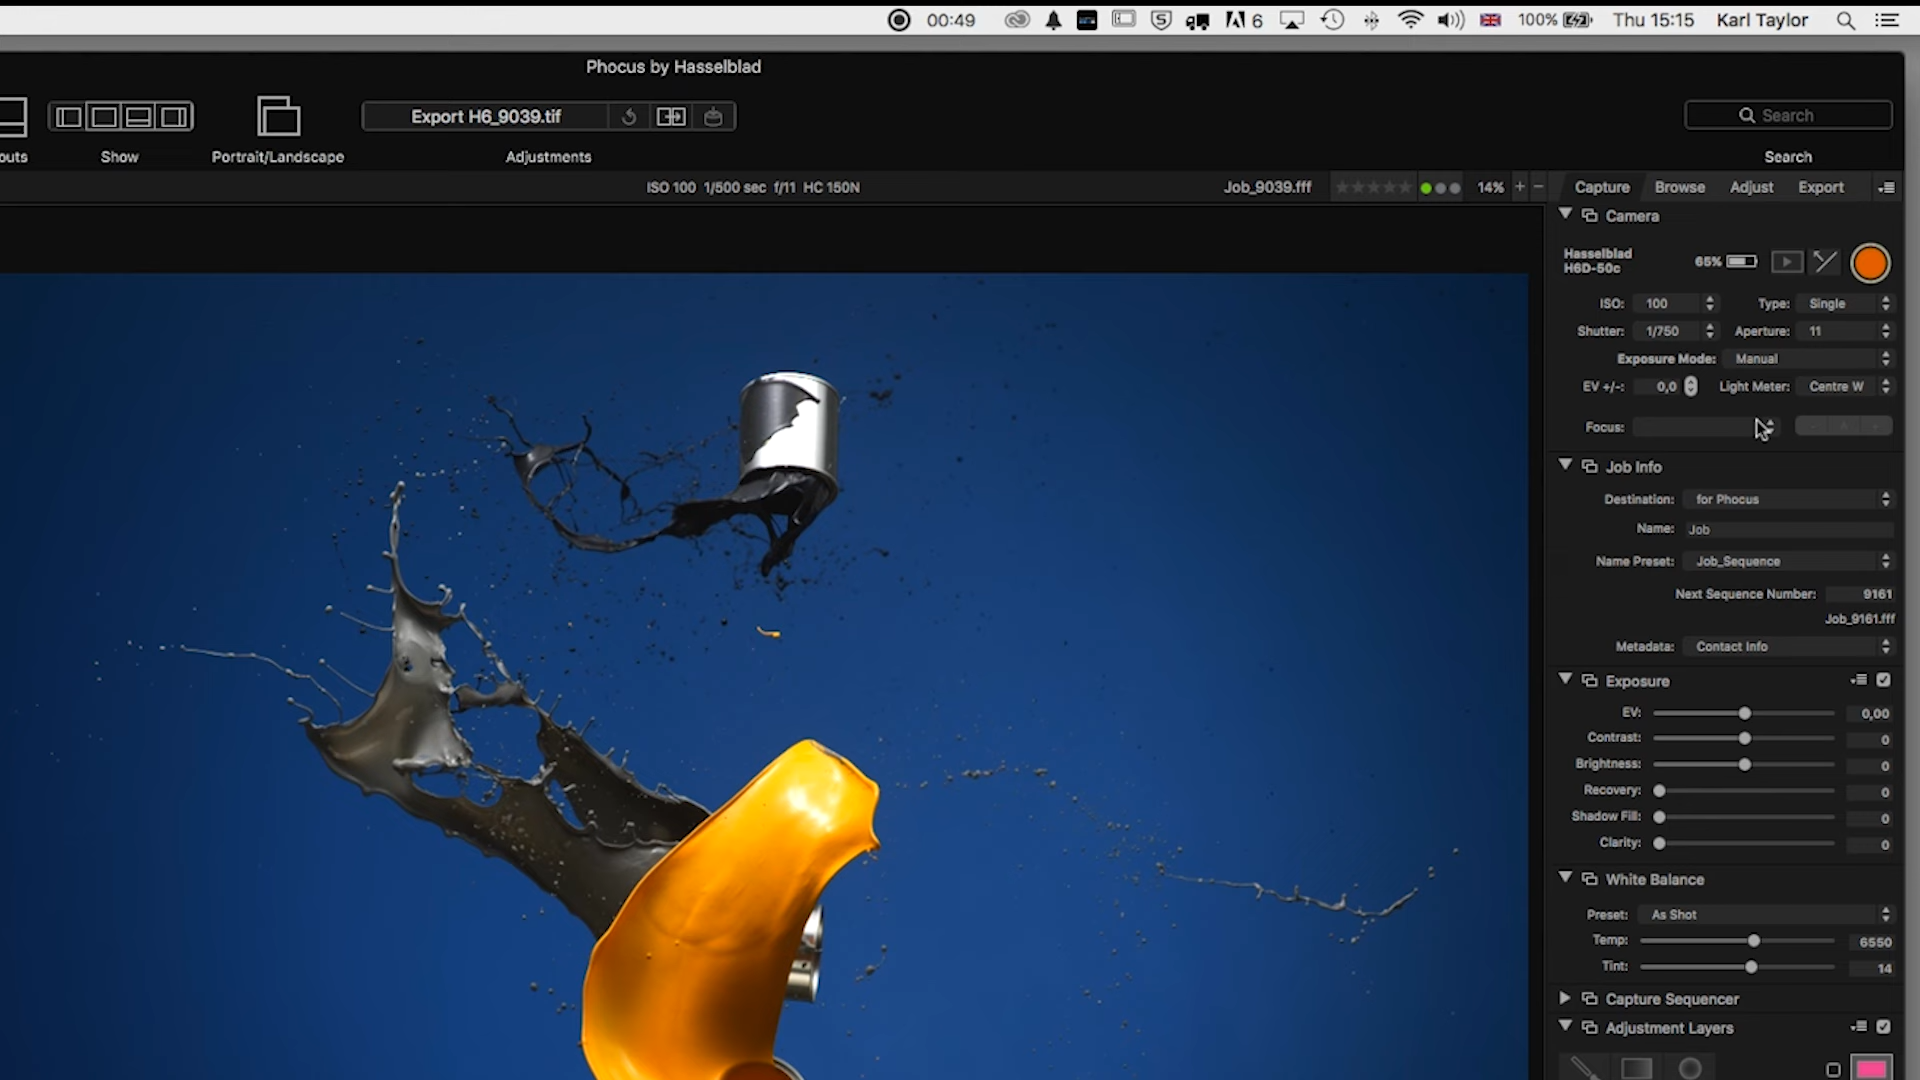 00:49 6 100% Thu 15:15 Karl Taylor
Phocus by Hasselblad
Export H6_9039.tif
Search
outs Show Portrait/Landscape Adjustments Search
ISO 100 1/500 sec f/11 HC 150N Job_9039.fff 14% + −
Capture Browse Adjust Export
Camera
Hasselblad
H6D-50c
65%
ISO: 100 Type: Single
Shutter: 1/750 Aperture: 11
Exposure Mode: Manual
EV +/-: 0,0 Light Meter: Centre W
Focus:
Job Info
Destination: for Phocus
Name: Job
Name Preset: Job_Sequence
Next Sequence Number: 9161
Job_9161.fff
Metadata: Contact Info
Exposure
EV: 0,00
Contrast: 0
Brightness: 0
Recovery: 0
Shadow Fill: 0
Clarity: 0
White Balance
Preset: As Shot
Temp: 6550
Tint: 14
Capture Sequencer
Adjustment Layers